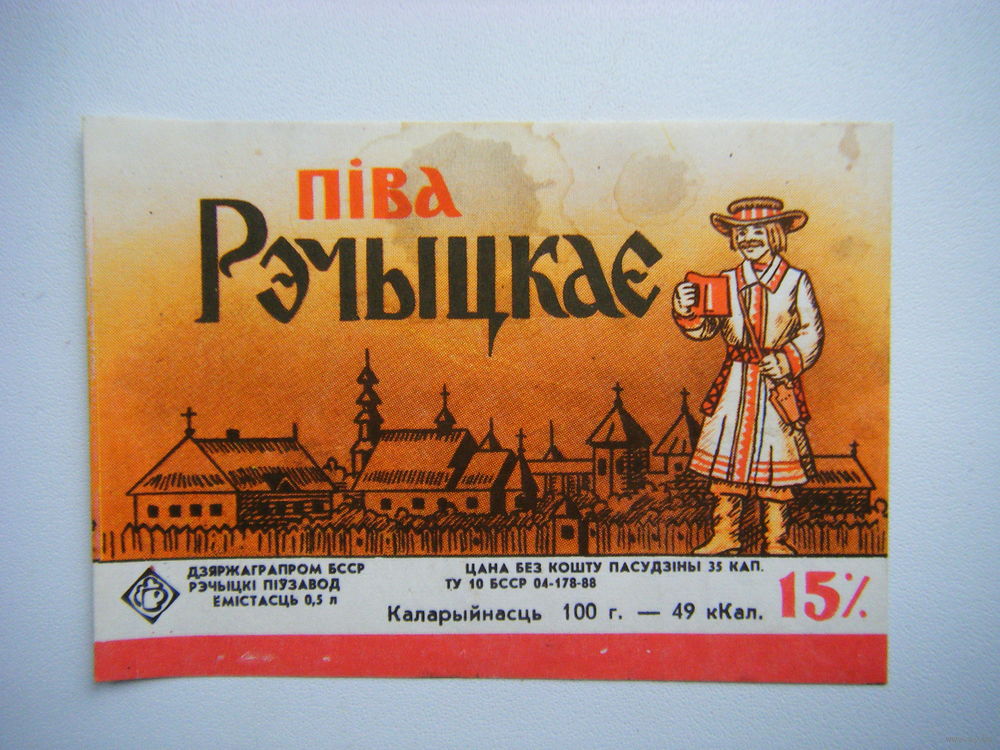 піва
Рэчыцкае
ДЗЯРЖАГРАПРОМ БССР
РЭЧЫЦКІ ПІЎЗАВОД
ЁМІСТАСЦЬ 0,5 л
ЦАНА БЕЗ КОШТУ ПАСУДЗІНЫ 35 КАП.
ТУ 10 БССР 04-178-88
Каларыйнасць 100 г. — 49 кКал.
15%